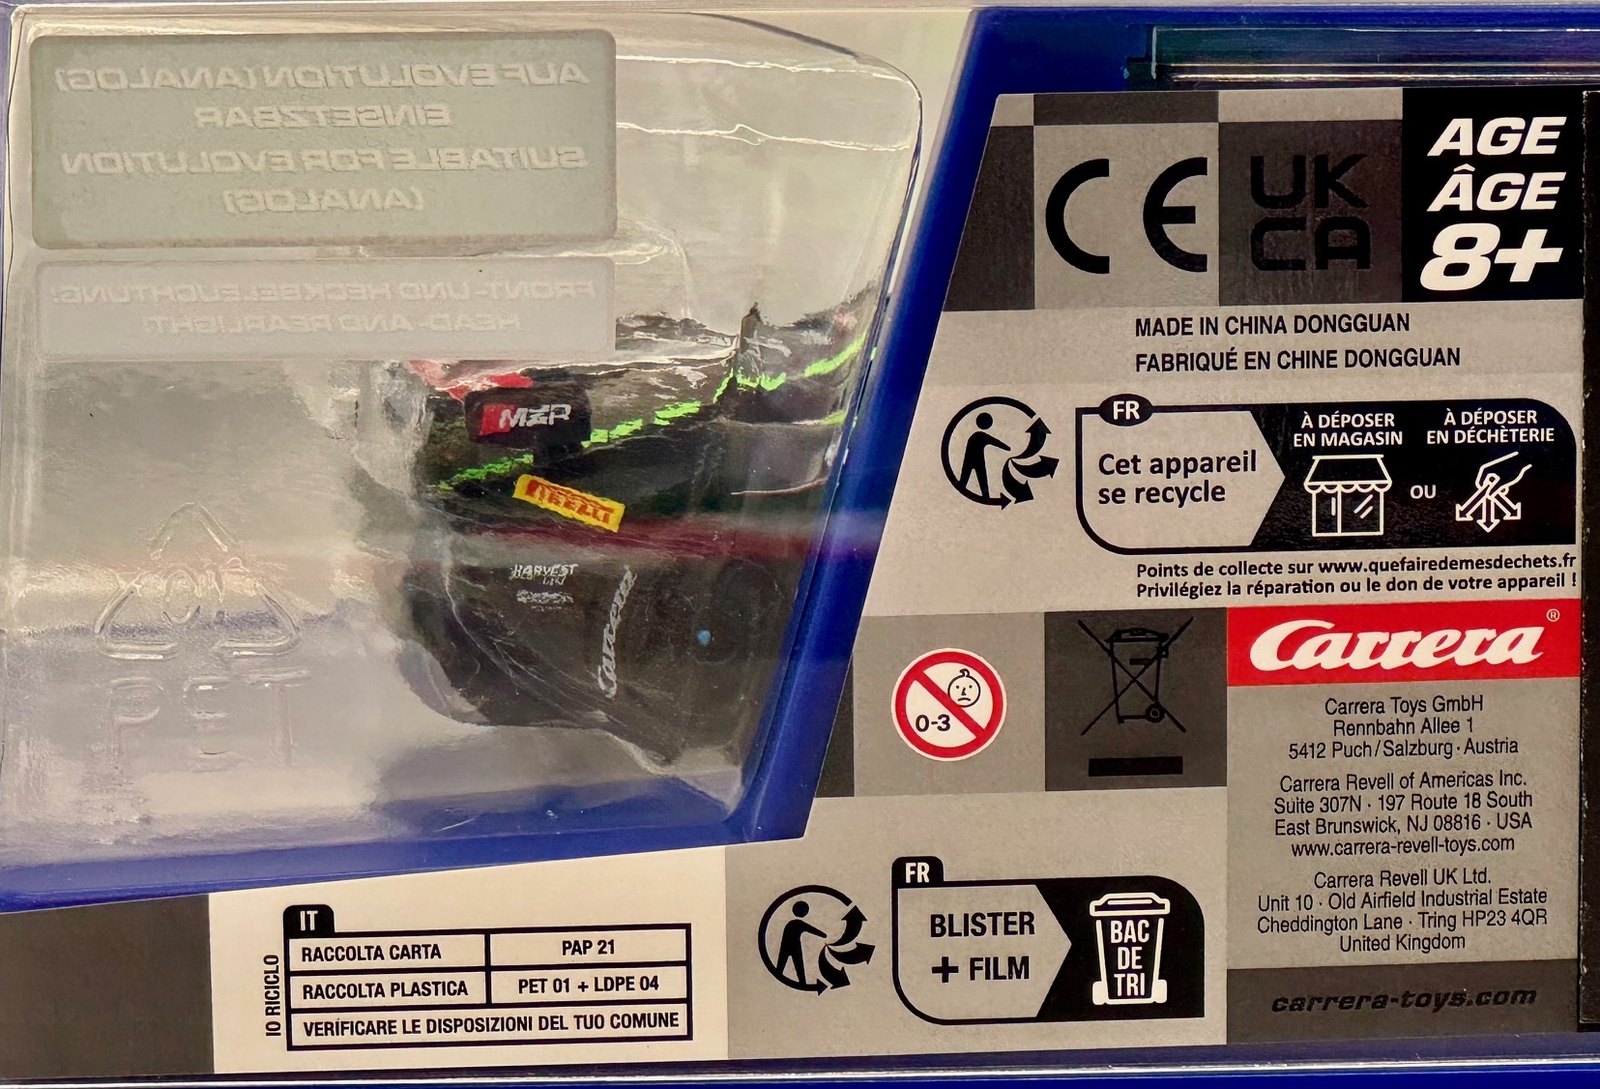 AUF EVOLUTION (ANALOG)
EINSETZBAR
SUITABLE FOR EVOLUTION
(ANALOG)
FRONT- UND HECKBELEUCHTUNG!
HEAD- AND REARLIGHT
MZR
PIRELLI
HARVEST
Carrera
01
PET
CE
UK
CA
AGE
ÂGE
8+
MADE IN CHINA DONGGUAN
FABRIQUÉ EN CHINE DONGGUAN
FR
Cet appareil
se recycle
À DÉPOSER
EN MAGASIN
OU
À DÉPOSER
EN DÉCHÈTERIE
Points de collecte sur www.quefairedemesdechets.fr
Privilégiez la réparation ou le don de votre appareil !
0-3
Carrera®
Carrera Toys GmbH
Rennbahn Allee 1
5412 Puch/Salzburg · Austria
Carrera Revell of Americas Inc.
Suite 307N · 197 Route 18 South
East Brunswick, NJ 08816 · USA
www.carrera-revell-toys.com
Carrera Revell UK Ltd.
Unit 10 · Old Airfield Industrial Estate
Cheddington Lane · Tring HP23 4QR
United Kingdom
carrera-toys.com
FR
BLISTER
+ FILM
BAC
DE
TRI
IO RICICLO
IT
RACCOLTA CARTA PAP 21
RACCOLTA PLASTICA PET 01 + LDPE 04
VERIFICARE LE DISPOSIZIONI DEL TUO COMUNE